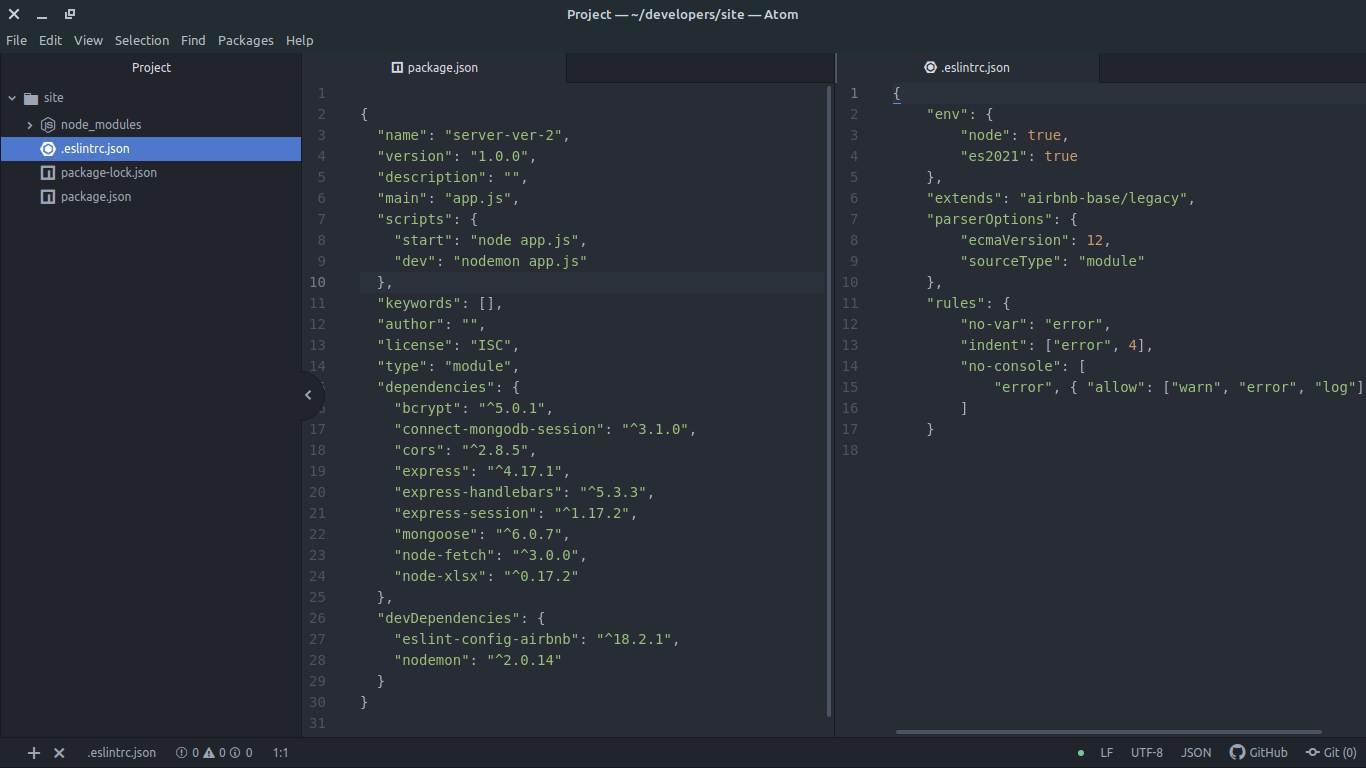 Project — ~/developers/site — Atom
File Edit View Selection Find Packages Help
Project
site
node_modules
.eslintrc.json
package-lock.json
package.json
package.json
1
2 {
3 "name": "server-ver-2",
4 "version": "1.0.0",
5 "description": "",
6 "main": "app.js",
7 "scripts": {
8 "start": "node app.js",
9 "dev": "nodemon app.js"
10 },
11 "keywords": [],
12 "author": "",
13 "license": "ISC",
14 "type": "module",
"dependencies": {
"bcrypt": "^5.0.1",
17 "connect-mongodb-session": "^3.1.0",
18 "cors": "^2.8.5",
19 "express": "^4.17.1",
20 "express-handlebars": "^5.3.3",
21 "express-session": "^1.17.2",
22 "mongoose": "^6.0.7",
23 "node-fetch": "^3.0.0",
24 "node-xlsx": "^0.17.2"
25 },
26 "devDependencies": {
27 "eslint-config-airbnb": "^18.2.1",
28 "nodemon": "^2.0.14"
29 }
30 }
31
.eslintrc.json
1 {
2 "env": {
3 "node": true,
4 "es2021": true
5 },
6 "extends": "airbnb-base/legacy",
7 "parserOptions": {
8 "ecmaVersion": 12,
9 "sourceType": "module"
10 },
11 "rules": {
12 "no-var": "error",
13 "indent": ["error", 4],
14 "no-console": [
15 "error", { "allow": ["warn", "error", "log"]
16 ]
17 }
18
.eslintrc.json 0 0 0 1:1 LF UTF-8 JSON GitHub Git (0)